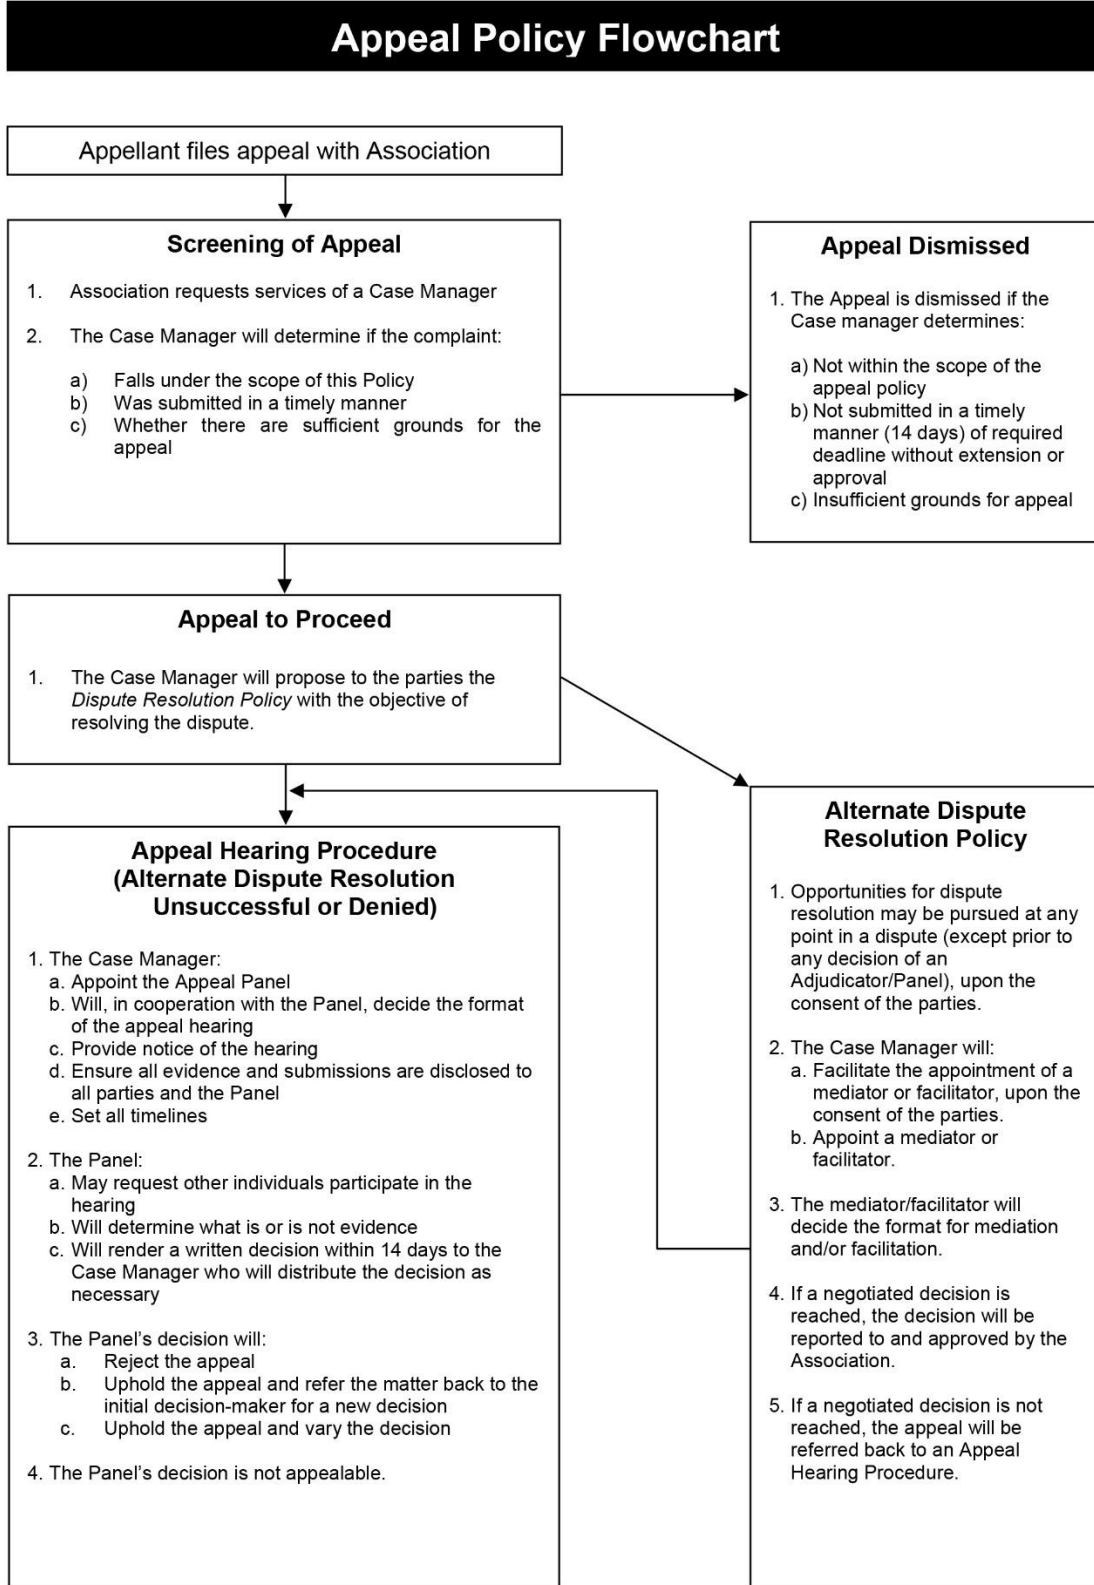 Appeal Policy Flowchart
Appellant files appeal with Association
Screening of Appeal
1. Association requests services of a Case Manager
2. The Case Manager will determine if the complaint:
a) Falls under the scope of this Policy
b) Was submitted in a timely manner
c) Whether there are sufficient grounds for the
appeal
Appeal Dismissed
1. The Appeal is dismissed if the
Case manager determines:
a) Not within the scope of the
appeal policy
b) Not submitted in a timely
manner (14 days) of required
deadline without extension or
approval
c) Insufficient grounds for appeal
Appeal to Proceed
1. The Case Manager will propose to the parties the
Dispute Resolution Policy with the objective of
resolving the dispute.
Appeal Hearing Procedure
(Alternate Dispute Resolution
Unsuccessful or Denied)
1. The Case Manager:
a. Appoint the Appeal Panel
b. Will, in cooperation with the Panel, decide the format
of the appeal hearing
c. Provide notice of the hearing
d. Ensure all evidence and submissions are disclosed to
all parties and the Panel
e. Set all timelines
2. The Panel:
a. May request other individuals participate in the
hearing
b. Will determine what is or is not evidence
c. Will render a written decision within 14 days to the
Case Manager who will distribute the decision as
necessary
3. The Panel's decision will:
a. Reject the appeal
b. Uphold the appeal and refer the matter back to the
initial decision-maker for a new decision
c. Uphold the appeal and vary the decision
4. The Panel's decision is not appealable.
Alternate Dispute
Resolution Policy
1. Opportunities for dispute
resolution may be pursued at any
point in a dispute (except prior to
any decision of an
Adjudicator/Panel), upon the
consent of the parties.
2. The Case Manager will:
a. Facilitate the appointment of a
mediator or facilitator, upon the
consent of the parties.
b. Appoint a mediator or
facilitator.
3. The mediator/facilitator will
decide the format for mediation
and/or facilitation.
4. If a negotiated decision is
reached, the decision will be
reported to and approved by the
Association.
5. If a negotiated decision is not
reached, the appeal will be
referred back to an Appeal
Hearing Procedure.